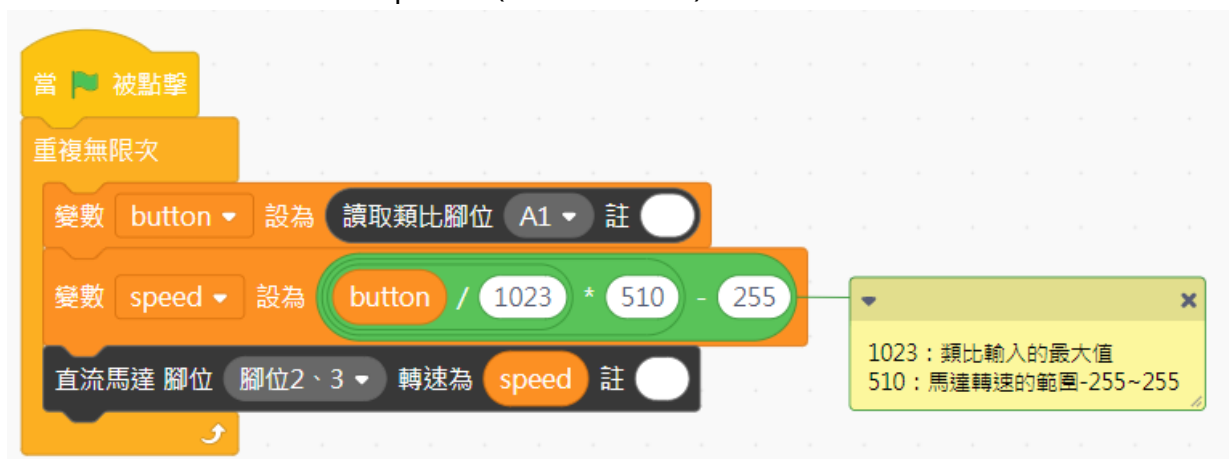 當 被點擊
重複無限次
變數 button 設為 讀取類比腳位 A1 註
變數 speed 設為 button / 1023 * 510 - 255
直流馬達 腳位 腳位2、3 轉速為 speed 註
1023：類比輸入的最大值
510：馬達轉速的範圍-255~255